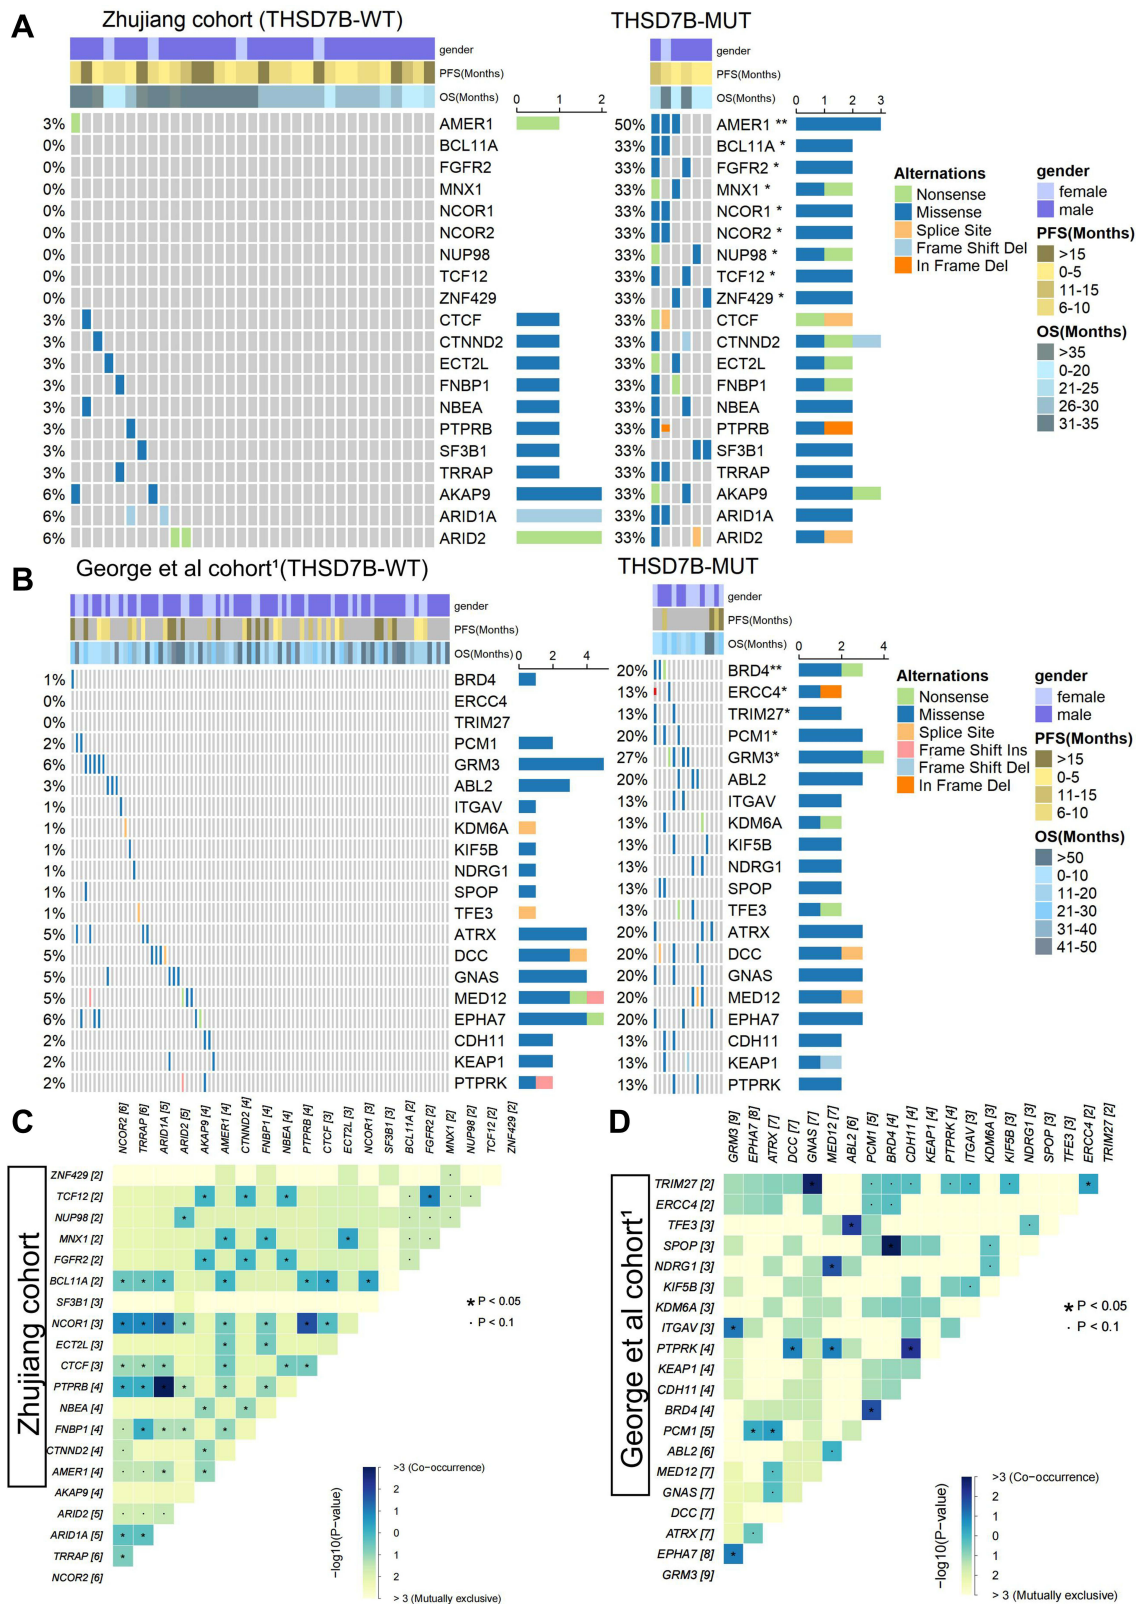 A
Zhujiang cohort (THSD7B-WT)
THSD7B-MUT
gender
PFS(Months)
OS(Months)
0 1 2
gender
PFS(Months)
OS(Months)
0 1 2 3
3% AMER1 50% AMER1 **
0% BCL11A 33% BCL11A *
0% FGFR2 33% FGFR2 *
0% MNX1 33% MNX1 *
0% NCOR1 33% NCOR1 *
0% NCOR2 33% NCOR2 *
0% NUP98 33% NUP98 *
0% TCF12 33% TCF12 *
0% ZNF429 33% ZNF429 *
3% CTCF 33% CTCF
3% CTNND2 33% CTNND2
3% ECT2L 33% ECT2L
3% FNBP1 33% FNBP1
3% NBEA 33% NBEA
3% PTPRB 33% PTPRB
3% SF3B1 33% SF3B1
3% TRRAP 33% TRRAP
6% AKAP9 33% AKAP9
6% ARID1A 33% ARID1A
6% ARID2 33% ARID2
Alternations
Nonsense
Missense
Splice Site
Frame Shift Del
In Frame Del
gender
female
male
PFS(Months)
>15
0-5
11-15
6-10
OS(Months)
>35
0-20
21-25
26-30
31-35
B
George et al cohort¹(THSD7B-WT)
THSD7B-MUT
gender
PFS(Months)
OS(Months)
0 2 4
gender
PFS(Months)
OS(Months)
0 2 4
1% BRD4 20% BRD4**
0% ERCC4 13% ERCC4*
0% TRIM27 13% TRIM27*
2% PCM1 20% PCM1*
6% GRM3 27% GRM3*
3% ABL2 20% ABL2
1% ITGAV 13% ITGAV
1% KDM6A 13% KDM6A
1% KIF5B 13% KIF5B
1% NDRG1 13% NDRG1
1% SPOP 13% SPOP
1% TFE3 13% TFE3
5% ATRX 20% ATRX
5% DCC 20% DCC
5% GNAS 20% GNAS
5% MED12 20% MED12
6% EPHA7 20% EPHA7
2% CDH11 13% CDH11
2% KEAP1 13% KEAP1
2% PTPRK 13% PTPRK
Alternations
Nonsense
Missense
Splice Site
Frame Shift Ins
Frame Shift Del
In Frame Del
gender
female
male
PFS(Months)
>15
0-5
11-15
6-10
OS(Months)
>50
0-10
11-20
21-30
31-40
41-50
C
NCOR2 [6]
TRRAP [6]
ARID1A [5]
ARID2 [5]
AKAP9 [4]
AMER1 [4]
CTNND2 [4]
FNBP1 [4]
NBEA [4]
PTPRB [4]
CTCF [3]
ECT2L [3]
NCOR1 [3]
SF3B1 [3]
BCL11A [2]
FGFR2 [2]
MNX1 [2]
NUP98 [2]
TCF12 [2]
ZNF429 [2]
Zhujiang cohort
ZNF429 [2]
TCF12 [2]
NUP98 [2]
MNX1 [2]
FGFR2 [2]
BCL11A [2]
SF3B1 [3]
NCOR1 [3]
ECT2L [3]
CTCF [3]
PTPRB [4]
NBEA [4]
FNBP1 [4]
CTNND2 [4]
AMER1 [4]
AKAP9 [4]
ARID2 [5]
ARID1A [5]
TRRAP [6]
NCOR2 [6]
* P < 0.05
· P < 0.1
−log10(P−value)
>3 (Co−occurrence)
2
1
0
1
2
> 3 (Mutually exclusive)
D
GRM3 [9]
EPHA7 [8]
ATRX [7]
DCC [7]
GNAS [7]
MED12 [7]
ABL2 [6]
PCM1 [5]
BRD4 [4]
CDH11 [4]
KEAP1 [4]
PTPRK [4]
ITGAV [3]
KDM6A [3]
KIF5B [3]
NDRG1 [3]
SPOP [3]
TFE3 [3]
ERCC4 [2]
TRIM27 [2]
George et al cohort¹
TRIM27 [2]
ERCC4 [2]
TFE3 [3]
SPOP [3]
NDRG1 [3]
KIF5B [3]
KDM6A [3]
ITGAV [3]
PTPRK [4]
KEAP1 [4]
CDH11 [4]
BRD4 [4]
PCM1 [5]
ABL2 [6]
MED12 [7]
GNAS [7]
DCC [7]
ATRX [7]
EPHA7 [8]
GRM3 [9]
* P < 0.05
· P < 0.1
−log10(P−value)
>3 (Co−occurrence)
2
1
0
1
2
> 3 (Mutually exclusive)